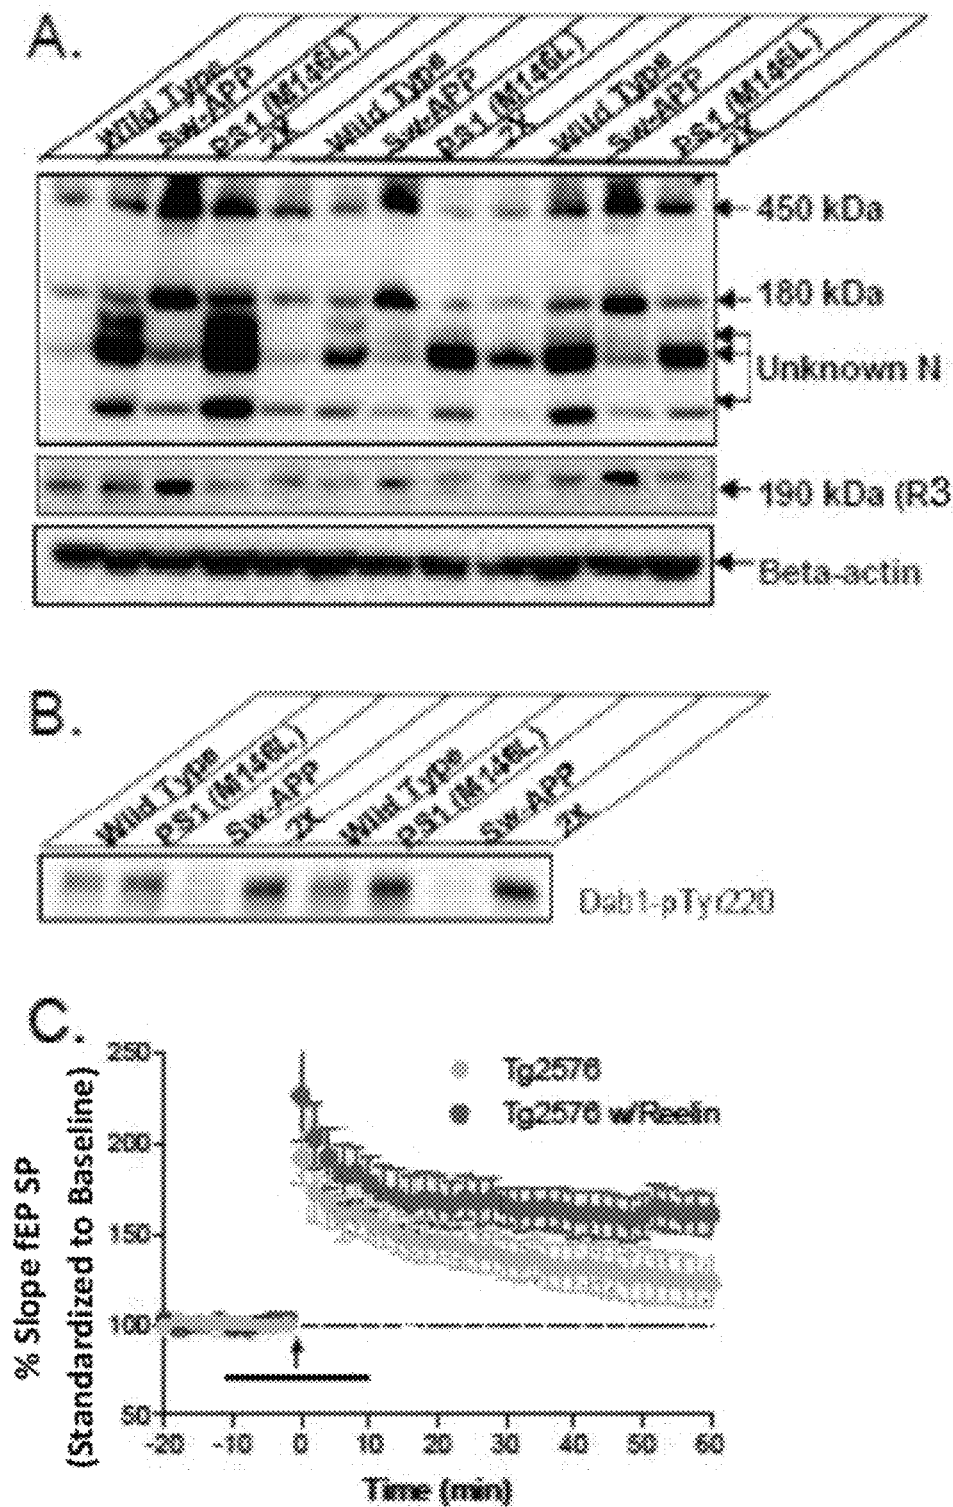 A.
Wild Type Sw-APP PS1 (M146L) 2X Wild Type Sw-APP PS1 (M146L) 2X Wild Type Sw-APP PS1 (M146L) 2X
450 kDa
180 kDa
Unknown N
190 kDa (R3
Beta-actin
B.
Wild Type PS1 (M146L) Sw-APP 2X Wild Type PS1 (M146L) Sw-APP 2X
Dab1-pTyr220
C.
% Slope fEP SP
(Standardized to Baseline)
250
200
150
100
50
Tg2576
Tg2576 w/Reelin
-20 -10 0 10 20 30 40 50 60
Time (min)